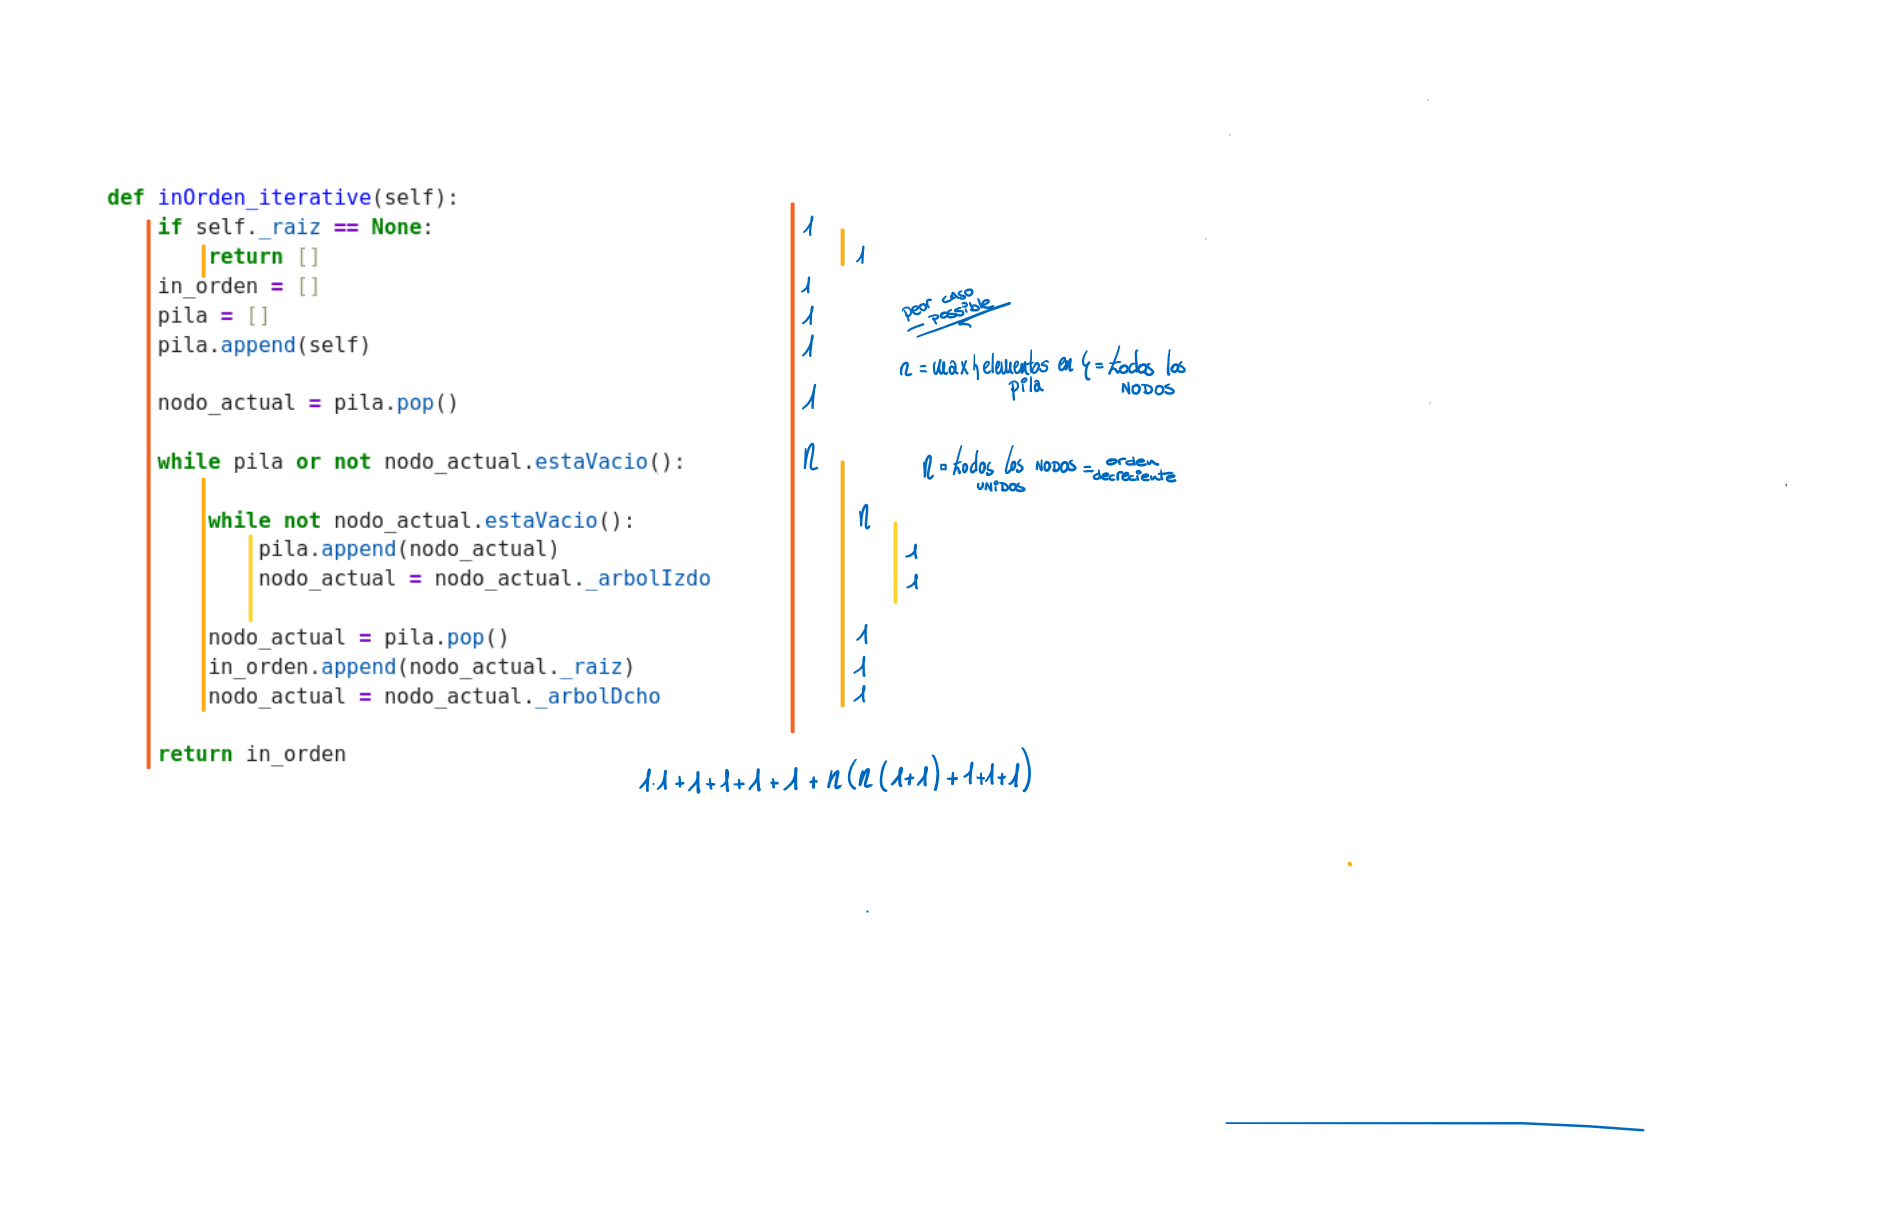 def inOrden_iterative(self):
if self._raiz == None:
return []
in_orden = []
pila = []
pila.append(self)
nodo_actual = pila.pop()
while pila or not nodo_actual.estaVacio():
while not nodo_actual.estaVacio():
pila.append(nodo_actual)
nodo_actual = nodo_actual._arbolIzdo
nodo_actual = pila.pop()
in_orden.append(nodo_actual._raiz)
nodo_actual = nodo_actual._arbolDcho
return in_orden
1
1
1
1
1
1
n
n
1
1
1
1
1
peor caso
possible
n = max elementos en = todos los
pila NODOS
n = todos los NODOS = orden
UNIDOS decreciente
1·1+1+1+1+1+n(n(1+1)+1+1+1)